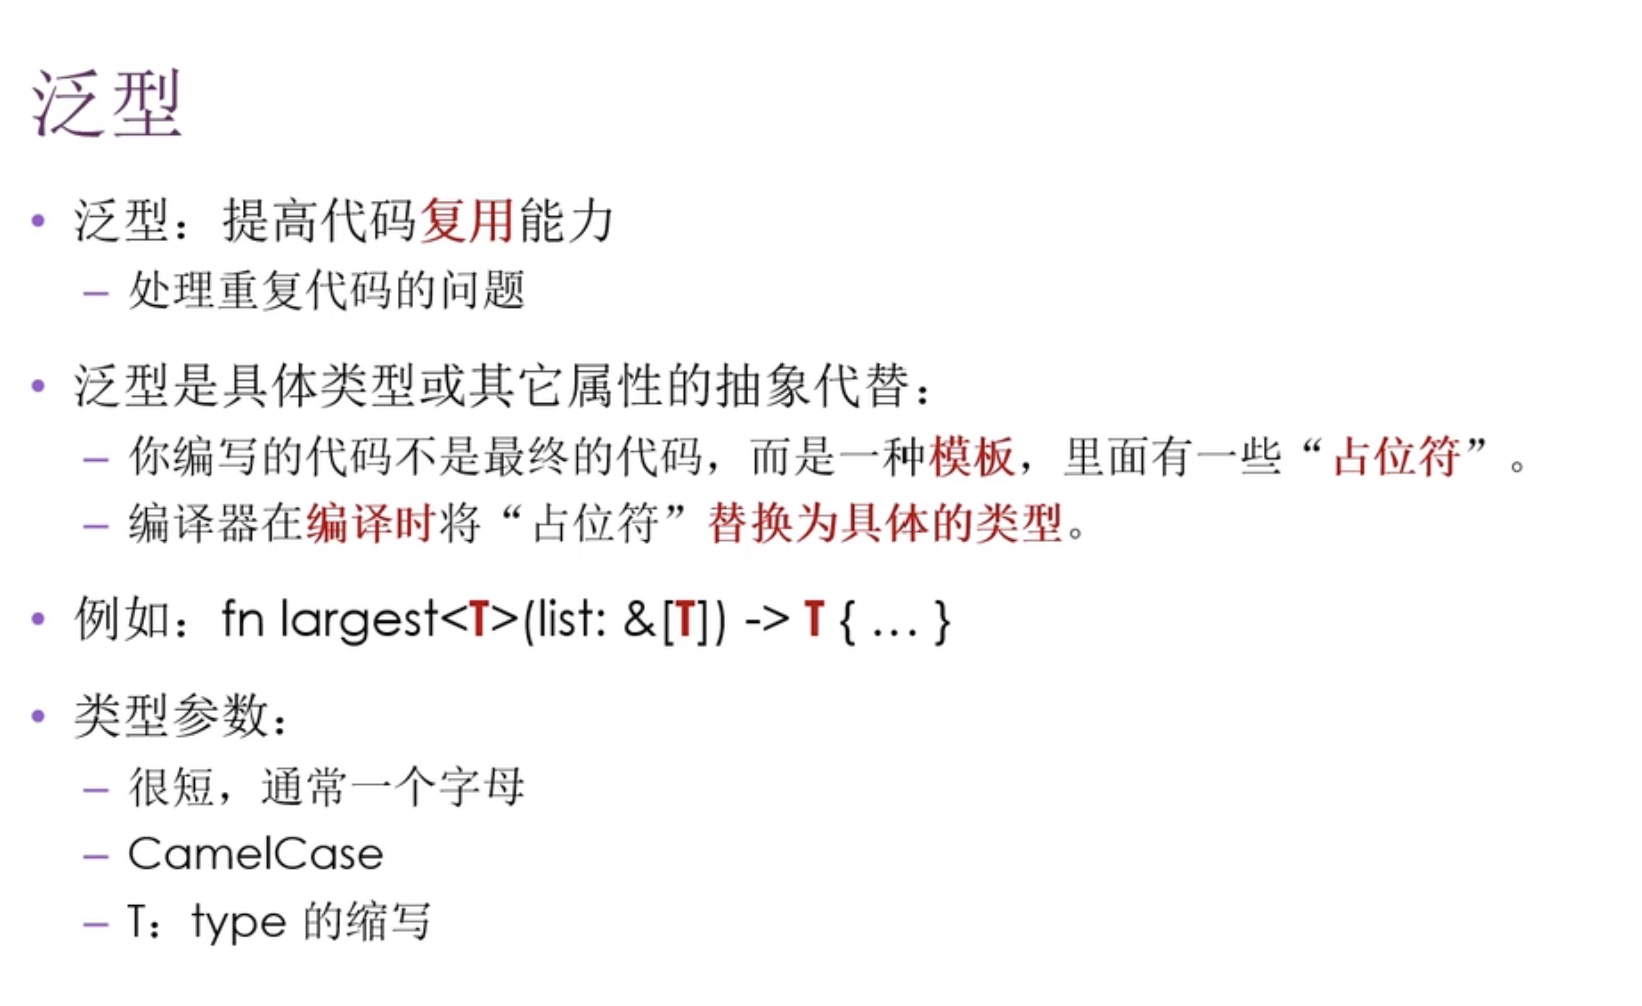 泛型
• 泛型：提高代码复用能力
– 处理重复代码的问题
• 泛型是具体类型或其它属性的抽象代替：
– 你编写的代码不是最终的代码，而是一种模板，里面有一些“占位符”。
– 编译器在编译时将“占位符”替换为具体的类型。
• 例如：fn largest<T>(list: &[T]) -> T { … }
• 类型参数：
– 很短，通常一个字母
– CamelCase
– T：type 的缩写